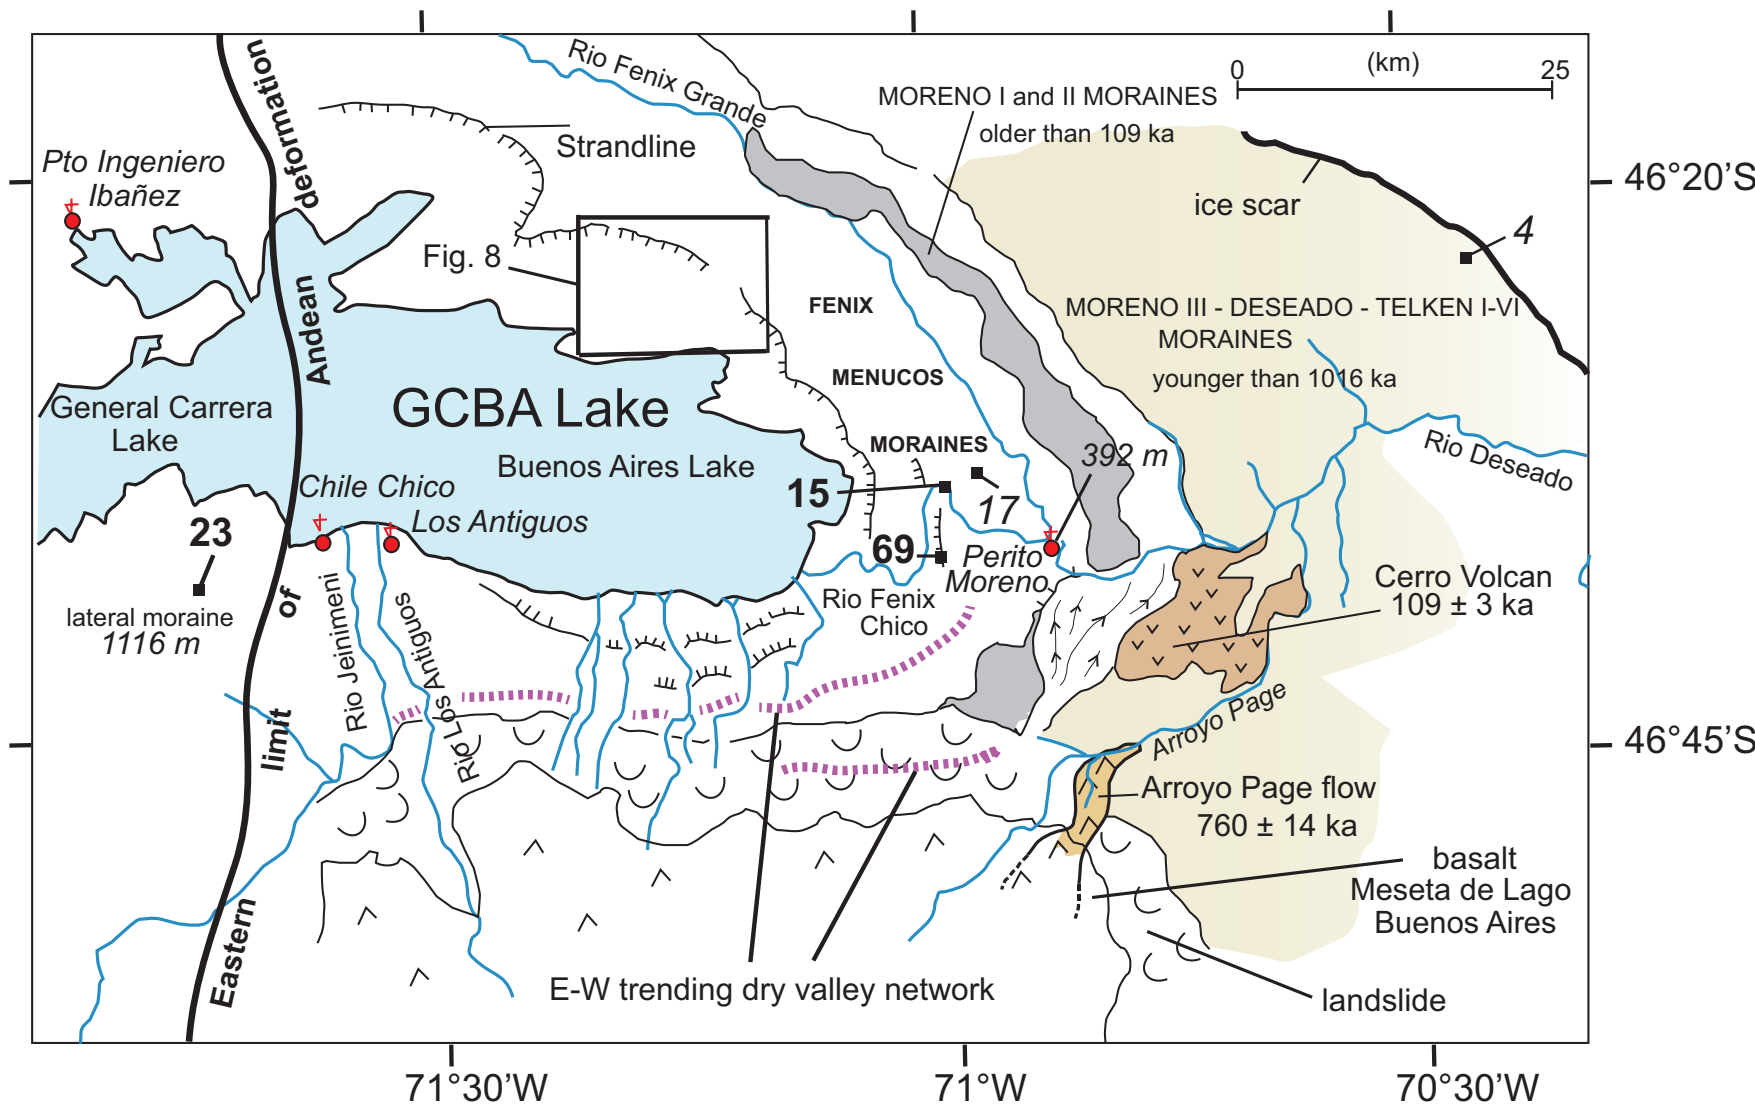 Rio Fenix Grande
deformation
0
(km)
25
MORENO I and II MORAINES
older than 109 ka
Strandline
Pto Ingeniero
Ibañez
46°20'S
ice scar
4
Fig. 8
Andean
FENIX
MORENO III - DESEADO - TELKEN I-VI
MORAINES
younger than 1016 ka
MENUCOS
General Carrera
Lake
GCBA Lake
Buenos Aires Lake
MORAINES
392 m
Rio Deseado
Chile Chico
Los Antiguos
15
17
23
69
Perito
Moreno
lateral moraine
1116 m
of
Rio Jeinimeni
Rio Los Antiguos
Rio Fenix
Chico
Cerro Volcan
109 ± 3 ka
limit
Arroyo Page
46°45'S
Arroyo Page flow
760 ± 14 ka
basalt
Meseta de Lago
Buenos Aires
Eastern
E-W trending dry valley network
landslide
71°30'W
71°W
70°30'W